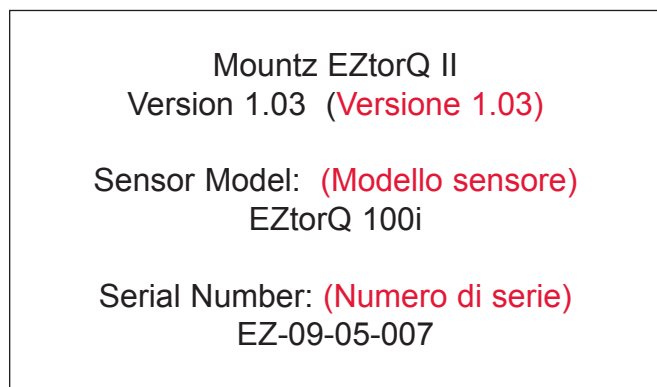 Mountz EZtorQ II
Version 1.03 (Versione 1.03)
Sensor Model: (Modello sensore)
EZtorQ 100i
Serial Number: (Numero di serie)
EZ-09-05-007